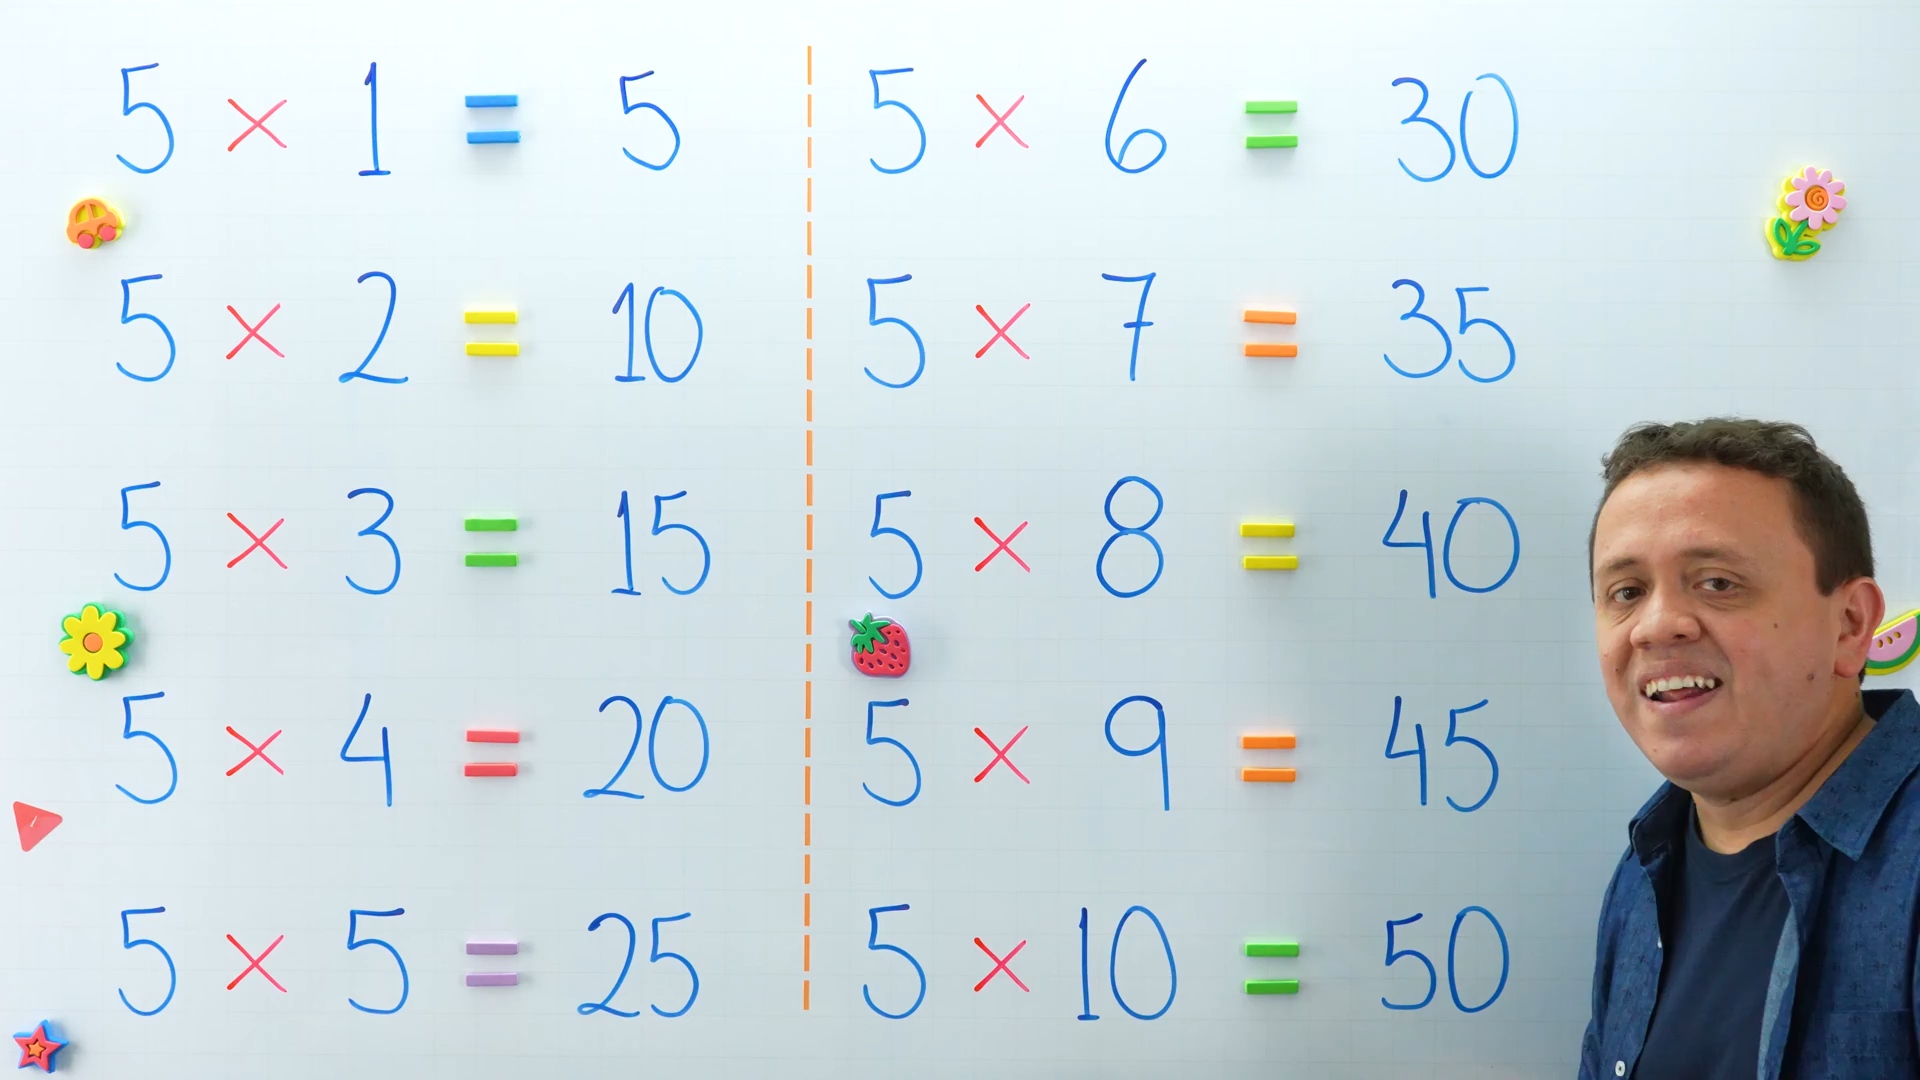 5 × 1 = 5
5 × 2 = 10
5 × 3 = 15
5 × 4 = 20
5 × 5 = 25
5 × 6 = 30
5 × 7 = 35
5 × 8 = 40
5 × 9 = 45
5 × 10 = 50